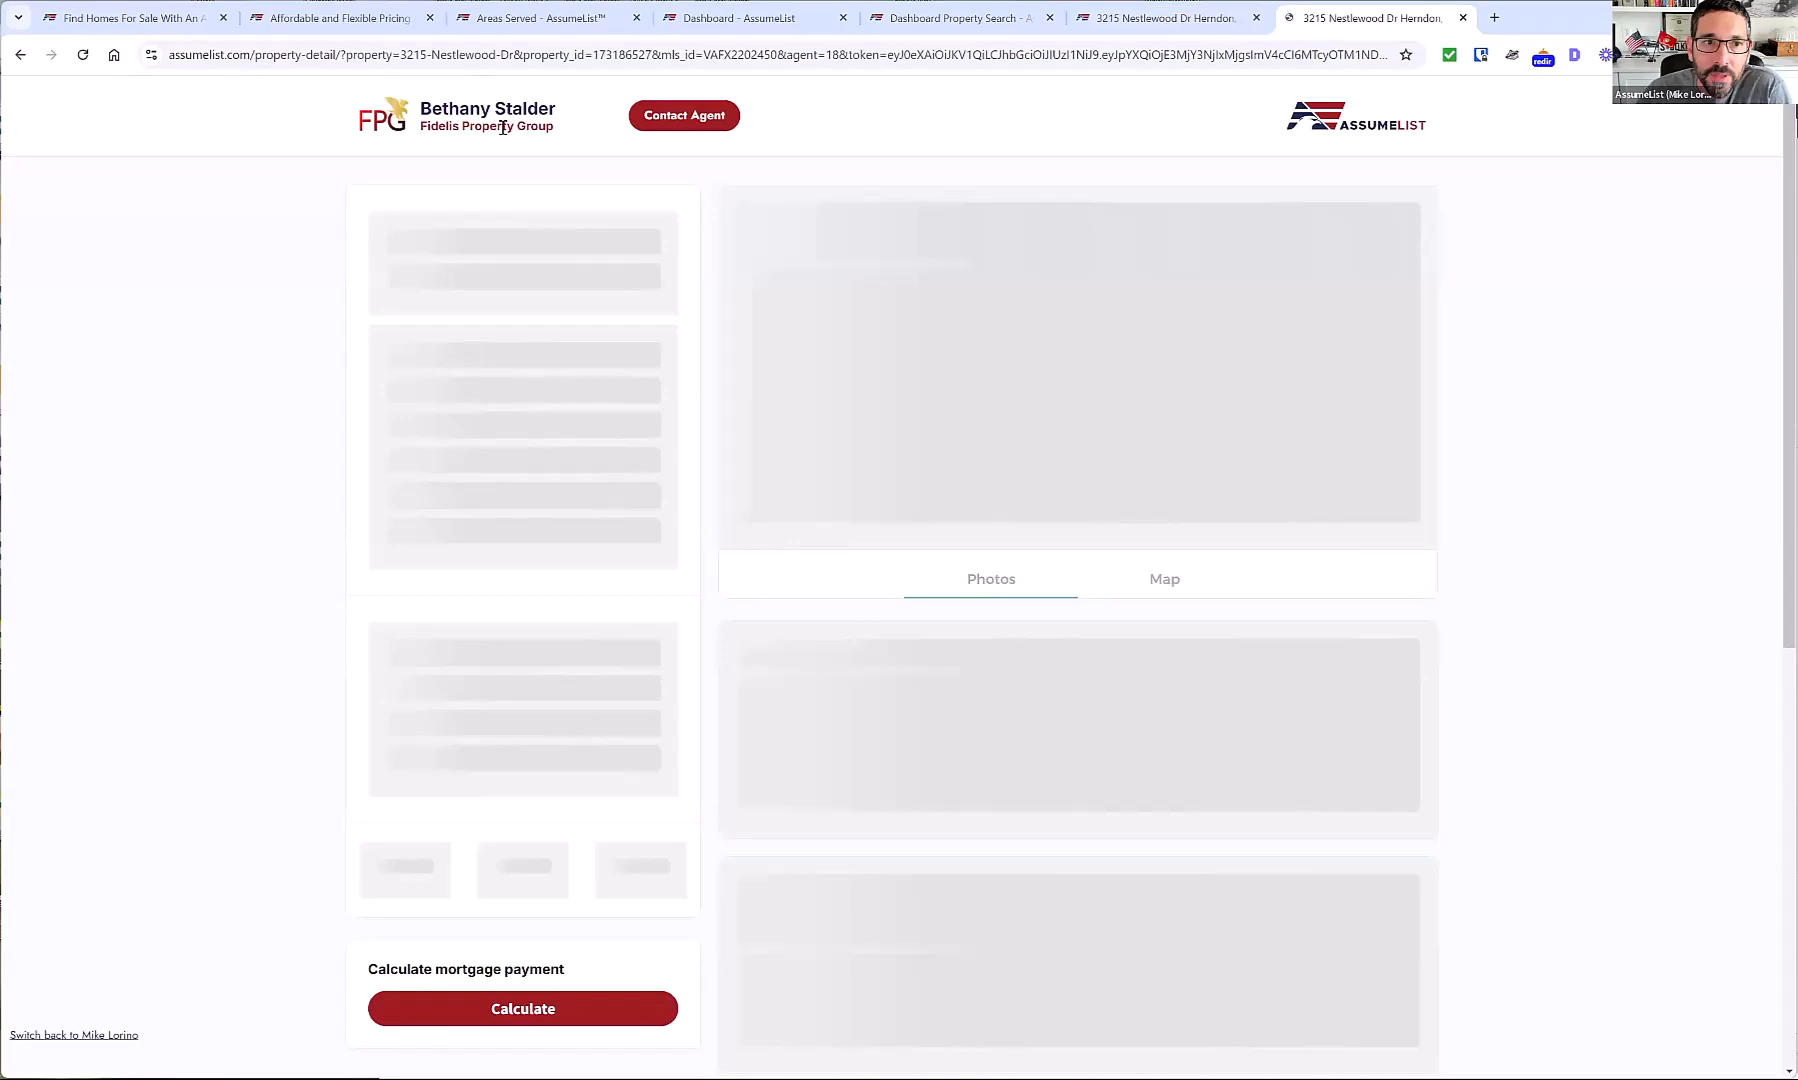 Find Homes For Sale With An A
Affordable and Flexible Pricing
Areas Served - AssumeList™
Dashboard - AssumeList
Dashboard Property Search - A
3215 Nestlewood Dr Herndon,
3215 Nestlewood Dr Herndon,
assumelist.com/property-detail/?property=3215-Nestlewood-Dr&property_id=173186527&mls_id=VAFX2202450&agent=18&token=eyJ0eXAiOiJKV1QiLCJhbGciOiJIUzI1NiJ9.eyJpYXQiOjE3MjY3NjIxMjgsImV4cCI6MTcyOTM1ND...
redir
D
AssumeList (Mike Lor...
FPG
Bethany Stalder
Fidelis Property Group
Contact Agent
ASSUMELIST
Photos
Map
Calculate mortgage payment
Calculate
Switch back to Mike Lorino